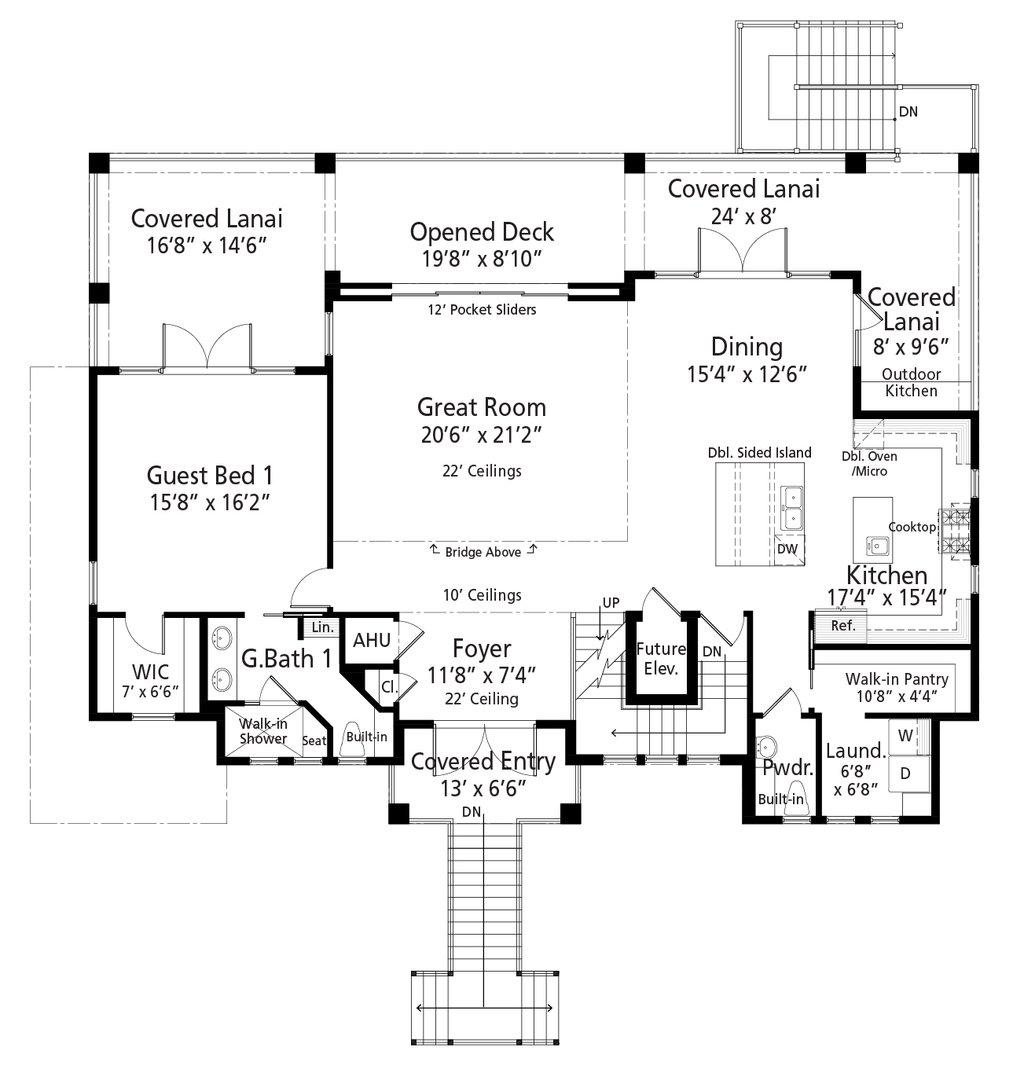 DN
Covered Lanai
16'8" x 14'6"
Opened Deck
19'8" x 8'10"
Covered Lanai
24' x 8'
12' Pocket Sliders
Covered
Lanai
8' x 9'6"
Outdoor
Kitchen
Dining
15'4" x 12'6"
Great Room
20'6" x 21'2"
22' Ceilings
Guest Bed 1
15'8" x 16'2"
Dbl. Sided Island
Dbl. Oven
/Micro
Cooktop
DW
Bridge Above
Kitchen
17'4" x 15'4"
10' Ceilings
UP
Ref.
Lin.
AHU
Foyer
11'8" x 7'4"
22' Ceiling
Future
Elev.
DN
WIC
7' x 6'6"
G.Bath 1
Cl.
Walk-in Pantry
10'8" x 4'4"
Walk-in
Shower
Seat
Built-in
Covered Entry
13' x 6'6"
DN
Pwdr.
Built-in
Laund.
6'8"
x 6'8"
W
D